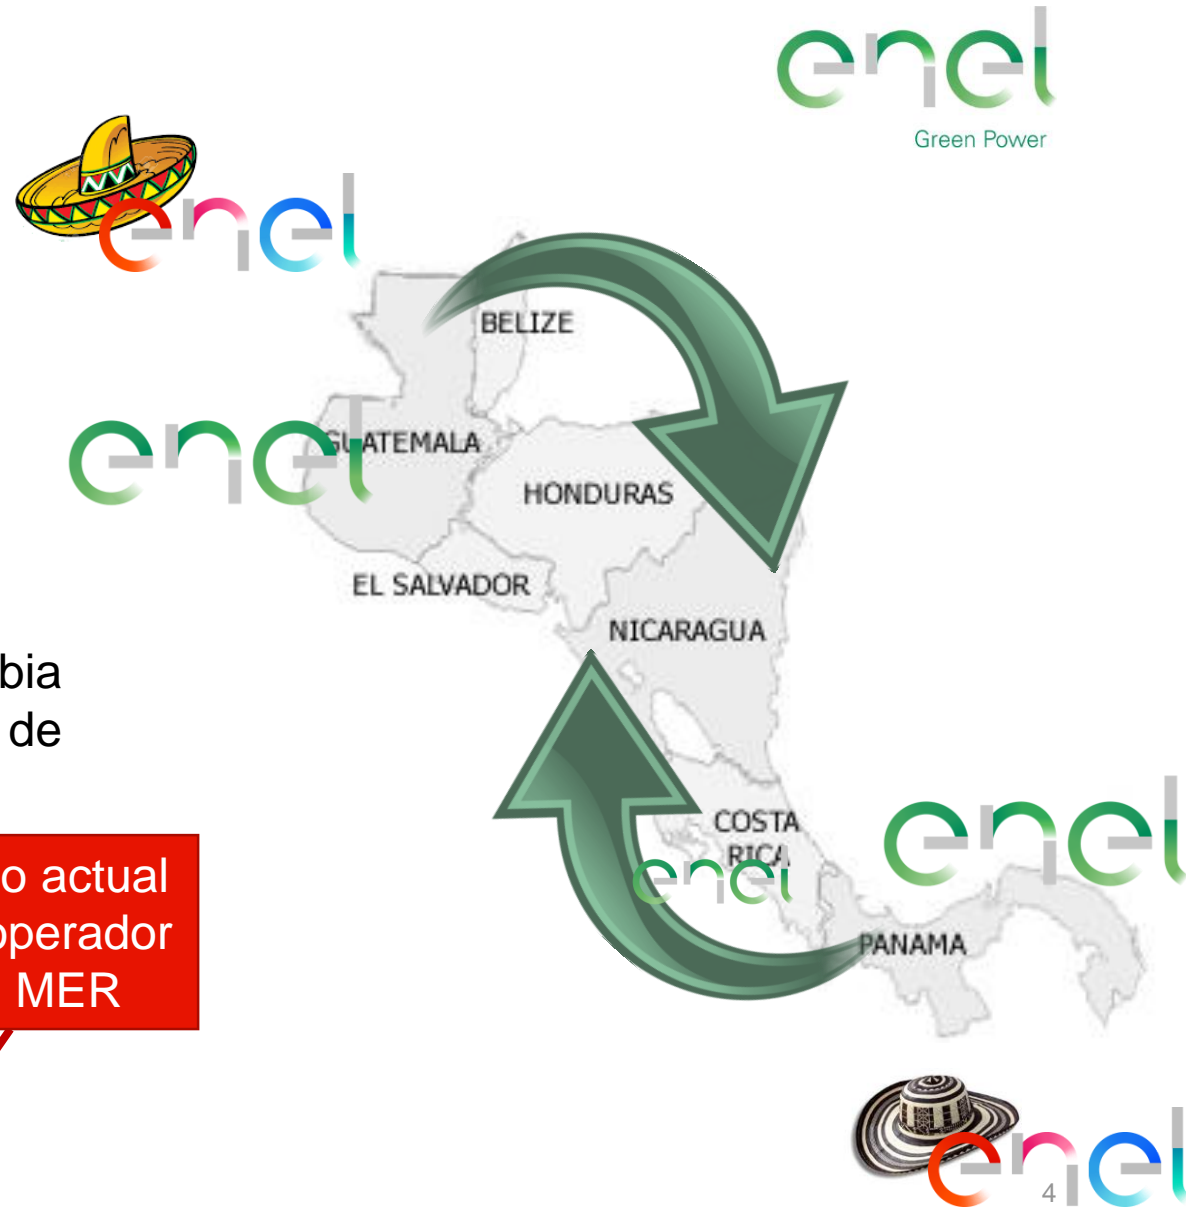 enel
Green Power
enel
BELIZE
enel
GUATEMALA
HONDURAS
EL SALVADOR
NICARAGUA
bia
de
COSTA
RICA
enel
enel
o actual
operador
MER
PANAMA
enel
4